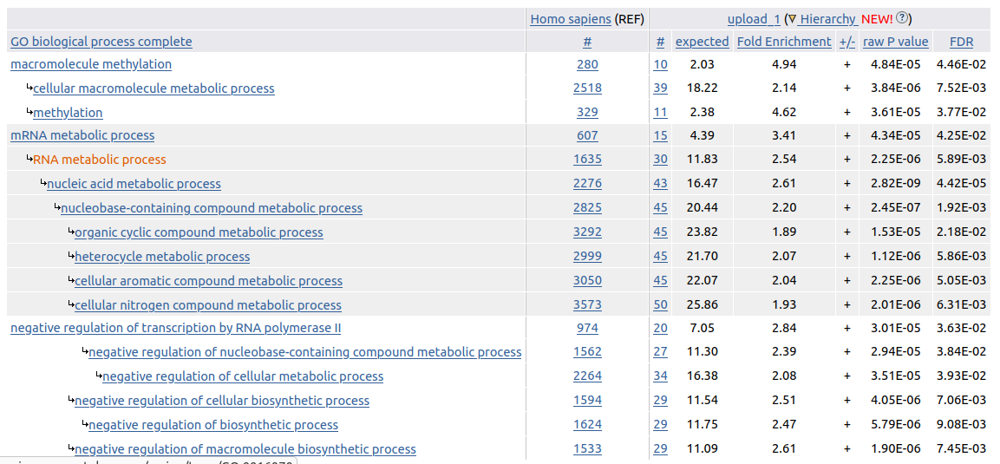 Homo sapiens (REF) upload_1 (▽ Hierarchy NEW! ?)
GO biological process complete # # expected Fold Enrichment +/- raw P value FDR
macromolecule methylation 280 10 2.03 4.94 + 4.84E-05 4.46E-02
↳cellular macromolecule metabolic process 2518 39 18.22 2.14 + 3.84E-06 7.52E-03
↳methylation 329 11 2.38 4.62 + 3.61E-05 3.77E-02
mRNA metabolic process 607 15 4.39 3.41 + 4.34E-05 4.25E-02
↳RNA metabolic process 1635 30 11.83 2.54 + 2.25E-06 5.89E-03
↳nucleic acid metabolic process 2276 43 16.47 2.61 + 2.82E-09 4.42E-05
↳nucleobase-containing compound metabolic process 2825 45 20.44 2.20 + 2.45E-07 1.92E-03
↳organic cyclic compound metabolic process 3292 45 23.82 1.89 + 1.53E-05 2.18E-02
↳heterocycle metabolic process 2999 45 21.70 2.07 + 1.12E-06 5.86E-03
↳cellular aromatic compound metabolic process 3050 45 22.07 2.04 + 2.25E-06 5.05E-03
↳cellular nitrogen compound metabolic process 3573 50 25.86 1.93 + 2.01E-06 6.31E-03
negative regulation of transcription by RNA polymerase II 974 20 7.05 2.84 + 3.01E-05 3.63E-02
↳negative regulation of nucleobase-containing compound metabolic process 1562 27 11.30 2.39 + 2.94E-05 3.84E-02
↳negative regulation of cellular metabolic process 2264 34 16.38 2.08 + 3.51E-05 3.93E-02
↳negative regulation of cellular biosynthetic process 1594 29 11.54 2.51 + 4.05E-06 7.06E-03
↳negative regulation of biosynthetic process 1624 29 11.75 2.47 + 5.79E-06 9.08E-03
↳negative regulation of macromolecule biosynthetic process 1533 29 11.09 2.61 + 1.90E-06 7.45E-03